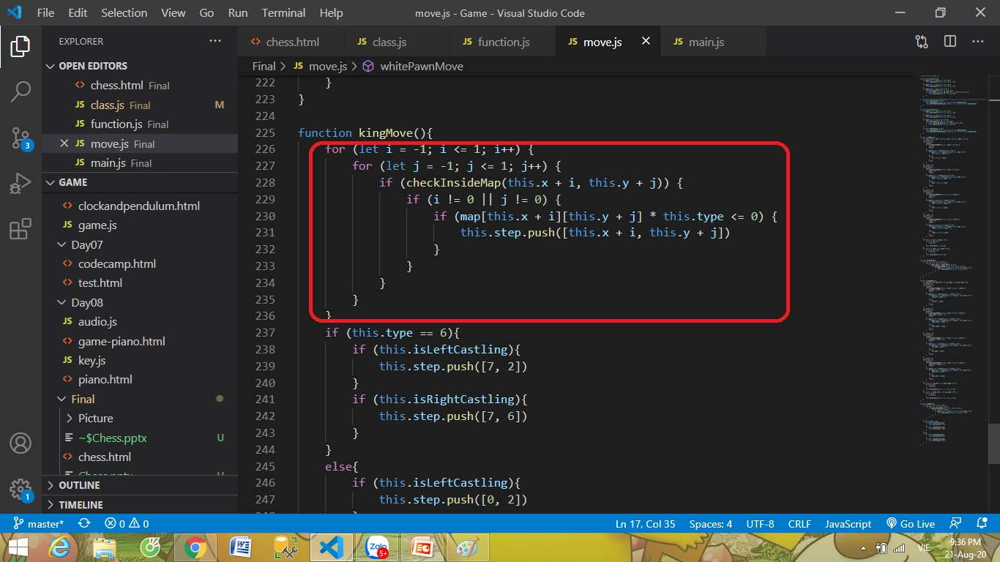 File Edit Selection View Go Run Terminal Help move.js - Game - Visual Studio Code
EXPLORER
OPEN EDITORS
chess.html Final
JS class.js Final M
JS function.js Final
JS move.js Final
JS main.js Final
GAME
clockandpendulum.html
JS game.js
Day07
codecamp.html
test.html
Day08
JS audio.js
game-piano.html
JS key.js
piano.html
Final
Picture
~$Chess.pptx U
chess.html
OUTLINE
TIMELINE
3
1
chess.html JS class.js JS function.js JS move.js JS main.js
Final > JS move.js > whitePawnMove
222 }
223 }
224
225 function kingMove(){
226 for (let i = -1; i <= 1; i++) {
227 for (let j = -1; j <= 1; j++) {
228 if (checkInsideMap(this.x + i, this.y + j)) {
229 if (i != 0 || j != 0) {
230 if (map[this.x + i][this.y + j] * this.type <= 0) {
231 this.step.push([this.x + i, this.y + j])
232 }
233 }
234 }
235 }
236 }
237 if (this.type == 6){
238 if (this.isLeftCastling){
239 this.step.push([7, 2])
240 }
241 if (this.isRightCastling){
242 this.step.push([7, 6])
243 }
244 }
245 else{
246 if (this.isLeftCastling){
247 this.step.push([0, 2])
master* 0 0 Ln 17, Col 35 Spaces: 4 UTF-8 CRLF JavaScript Go Live
W Zalo 5+ VIE 9:36 PM
21-Aug-20